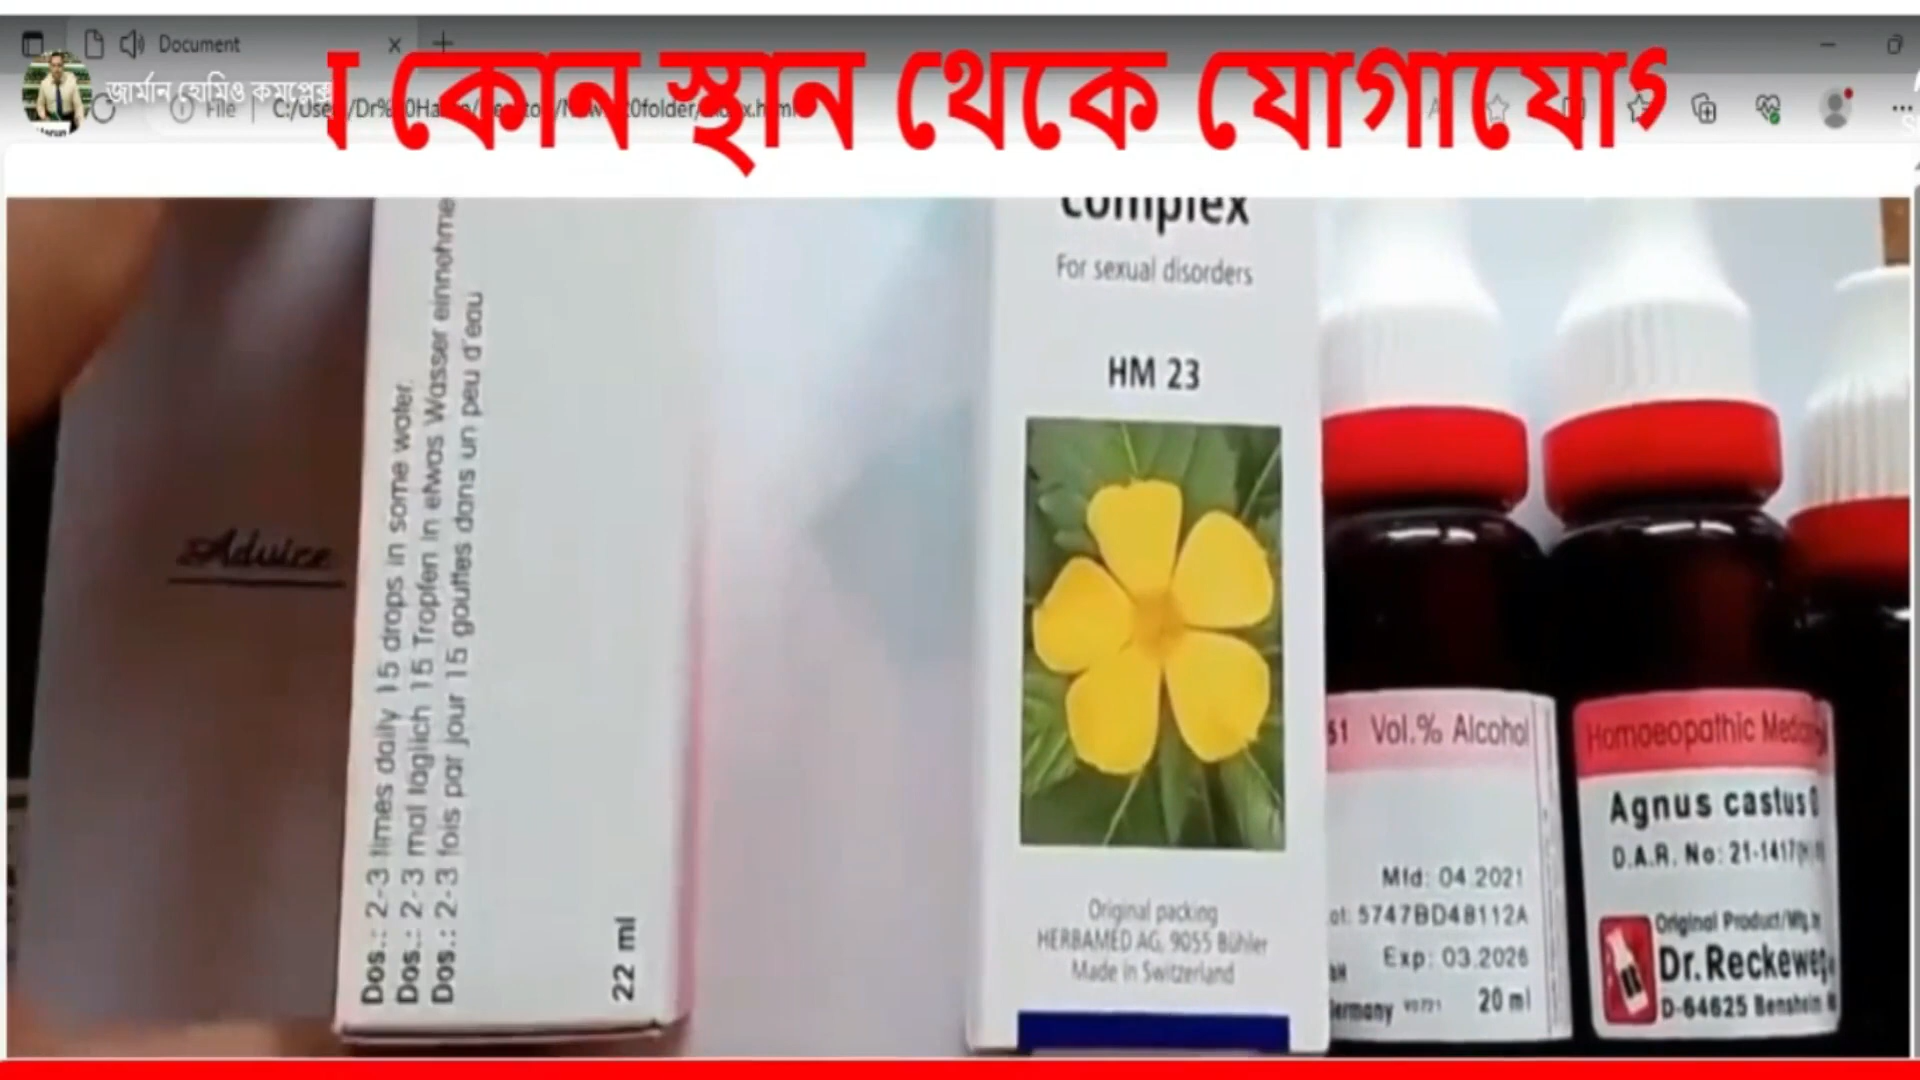 Document
জার্মান হোমিও কমপ্লেক্স
File
কোন স্থান থেকে যোগাযোগ
Advice
Dos.: 2-3 times daily 15 drops in some water.
Dos.: 2-3 mal täglich 15 Tropfen in etwas Wasser einnehme
Dos.: 2-3 fois par jour 15 gouttes dans un peu d'eau
22 ml
complex
For sexual disorders
HM 23
Original packing
HERBAMED AG, 9055 Bühler
Made in Switzerland
Vol.% Alcohol
Mfd: 04.2021
5747BD48112A
Exp: 03.2026
20 ml
Homoeopathic
Agnus castus
D.A.R. No: 21-1417
Original Product/Mfg. by
Dr. Reckeweg
D-64625 Bensheim